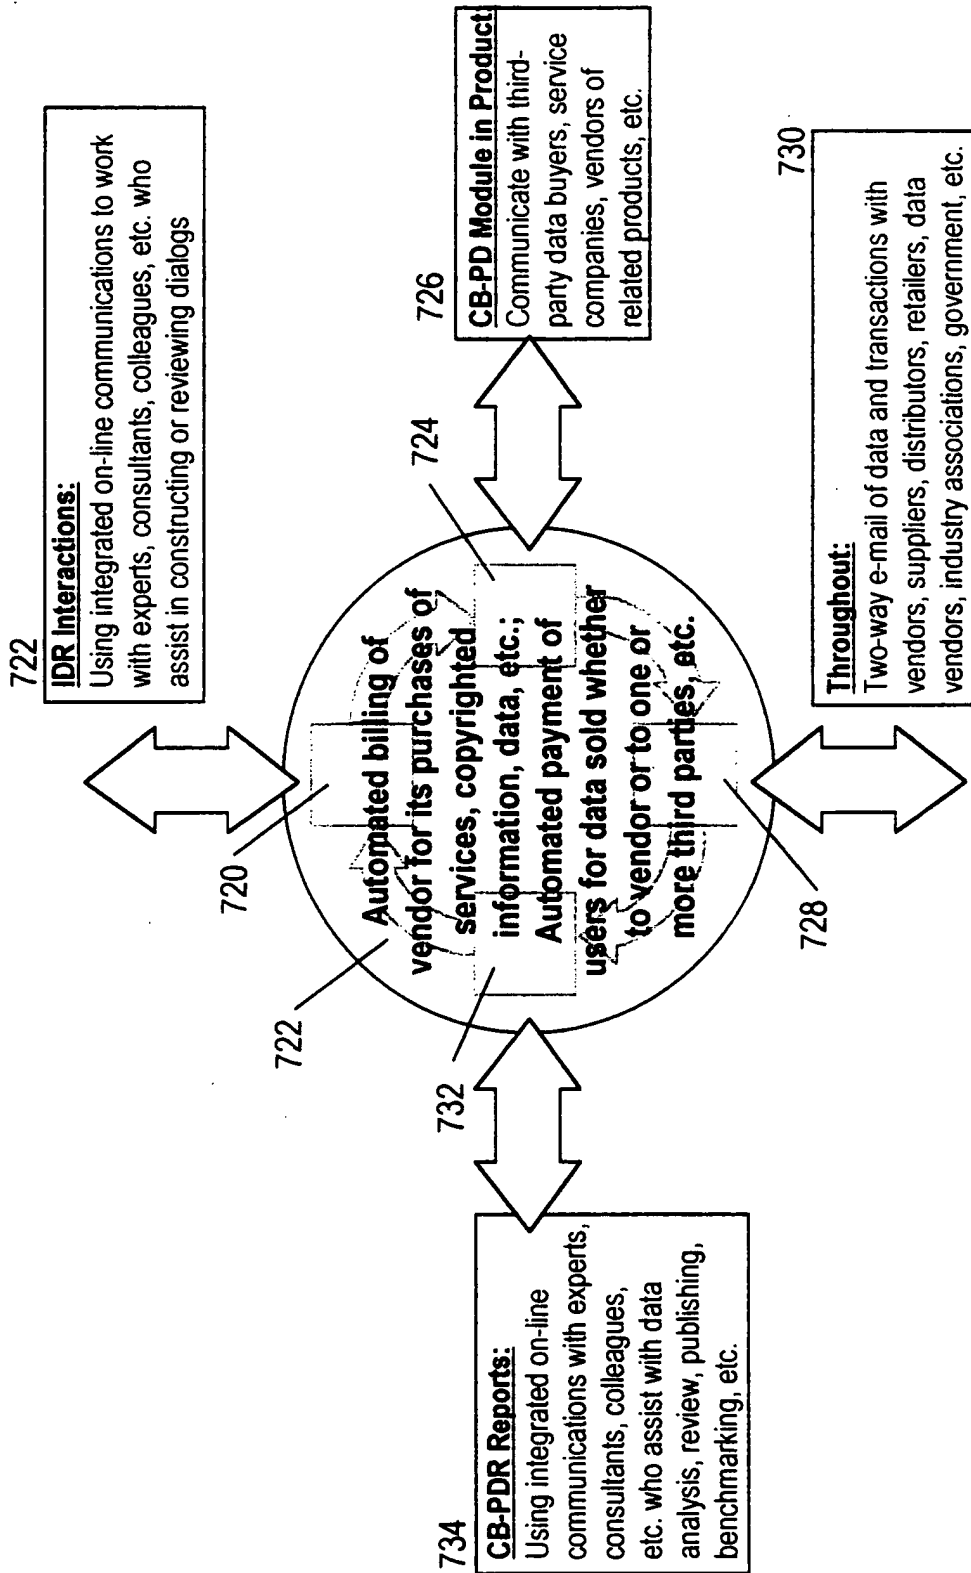 722
IDR Interactions:
Using integrated on-line communications to work
with experts, consultants, colleagues, etc. who
assist in constructing or reviewing dialogs
720
722
732
724
728
Automated billing of
vendor for its purchases of
services, copyrighted
information, data, etc.;
Automated payment of
users for data sold whether
to vendor or to one or
more third parties, etc.
734
CB-PDR Reports:
Using integrated on-line
communications with experts,
consultants, colleagues,
etc. who assist with data
analysis, review, publishing,
benchmarking, etc.
726
CB-PD Module in Product:
Communicate with third-
party data buyers, service
companies, vendors of
related products, etc.
730
Throughout:
Two-way e-mail of data and transactions with
vendors, suppliers, distributors, retailers, data
vendors, industry associations, government, etc.